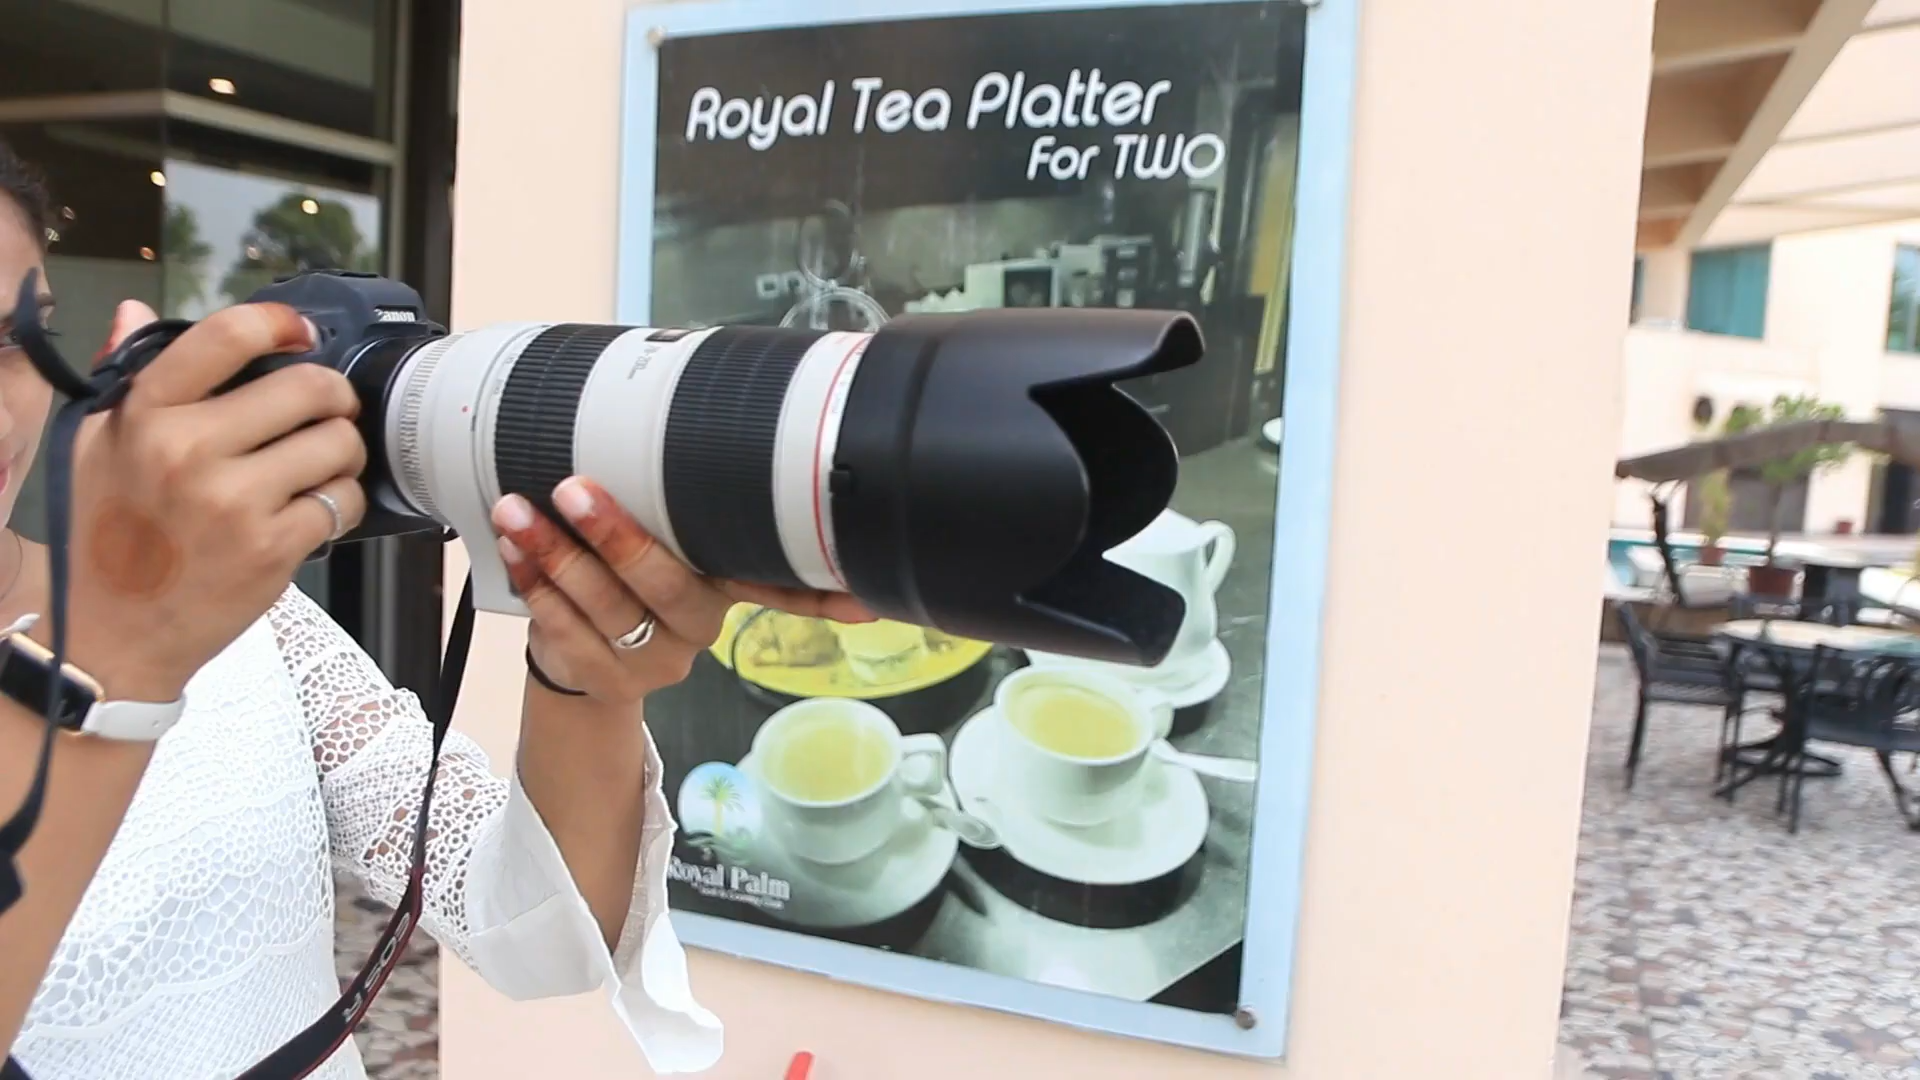 Royal Tea Platter
For TWO
Canon
Royal Palm
EOS R